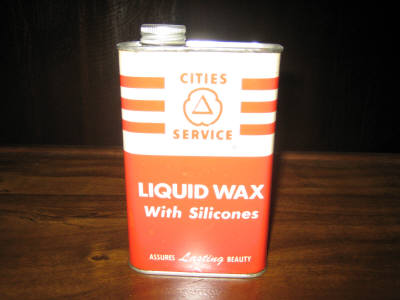 CITIES
SERVICE
LIQUID WAX
With Silicones
ASSURES Lasting BEAUTY